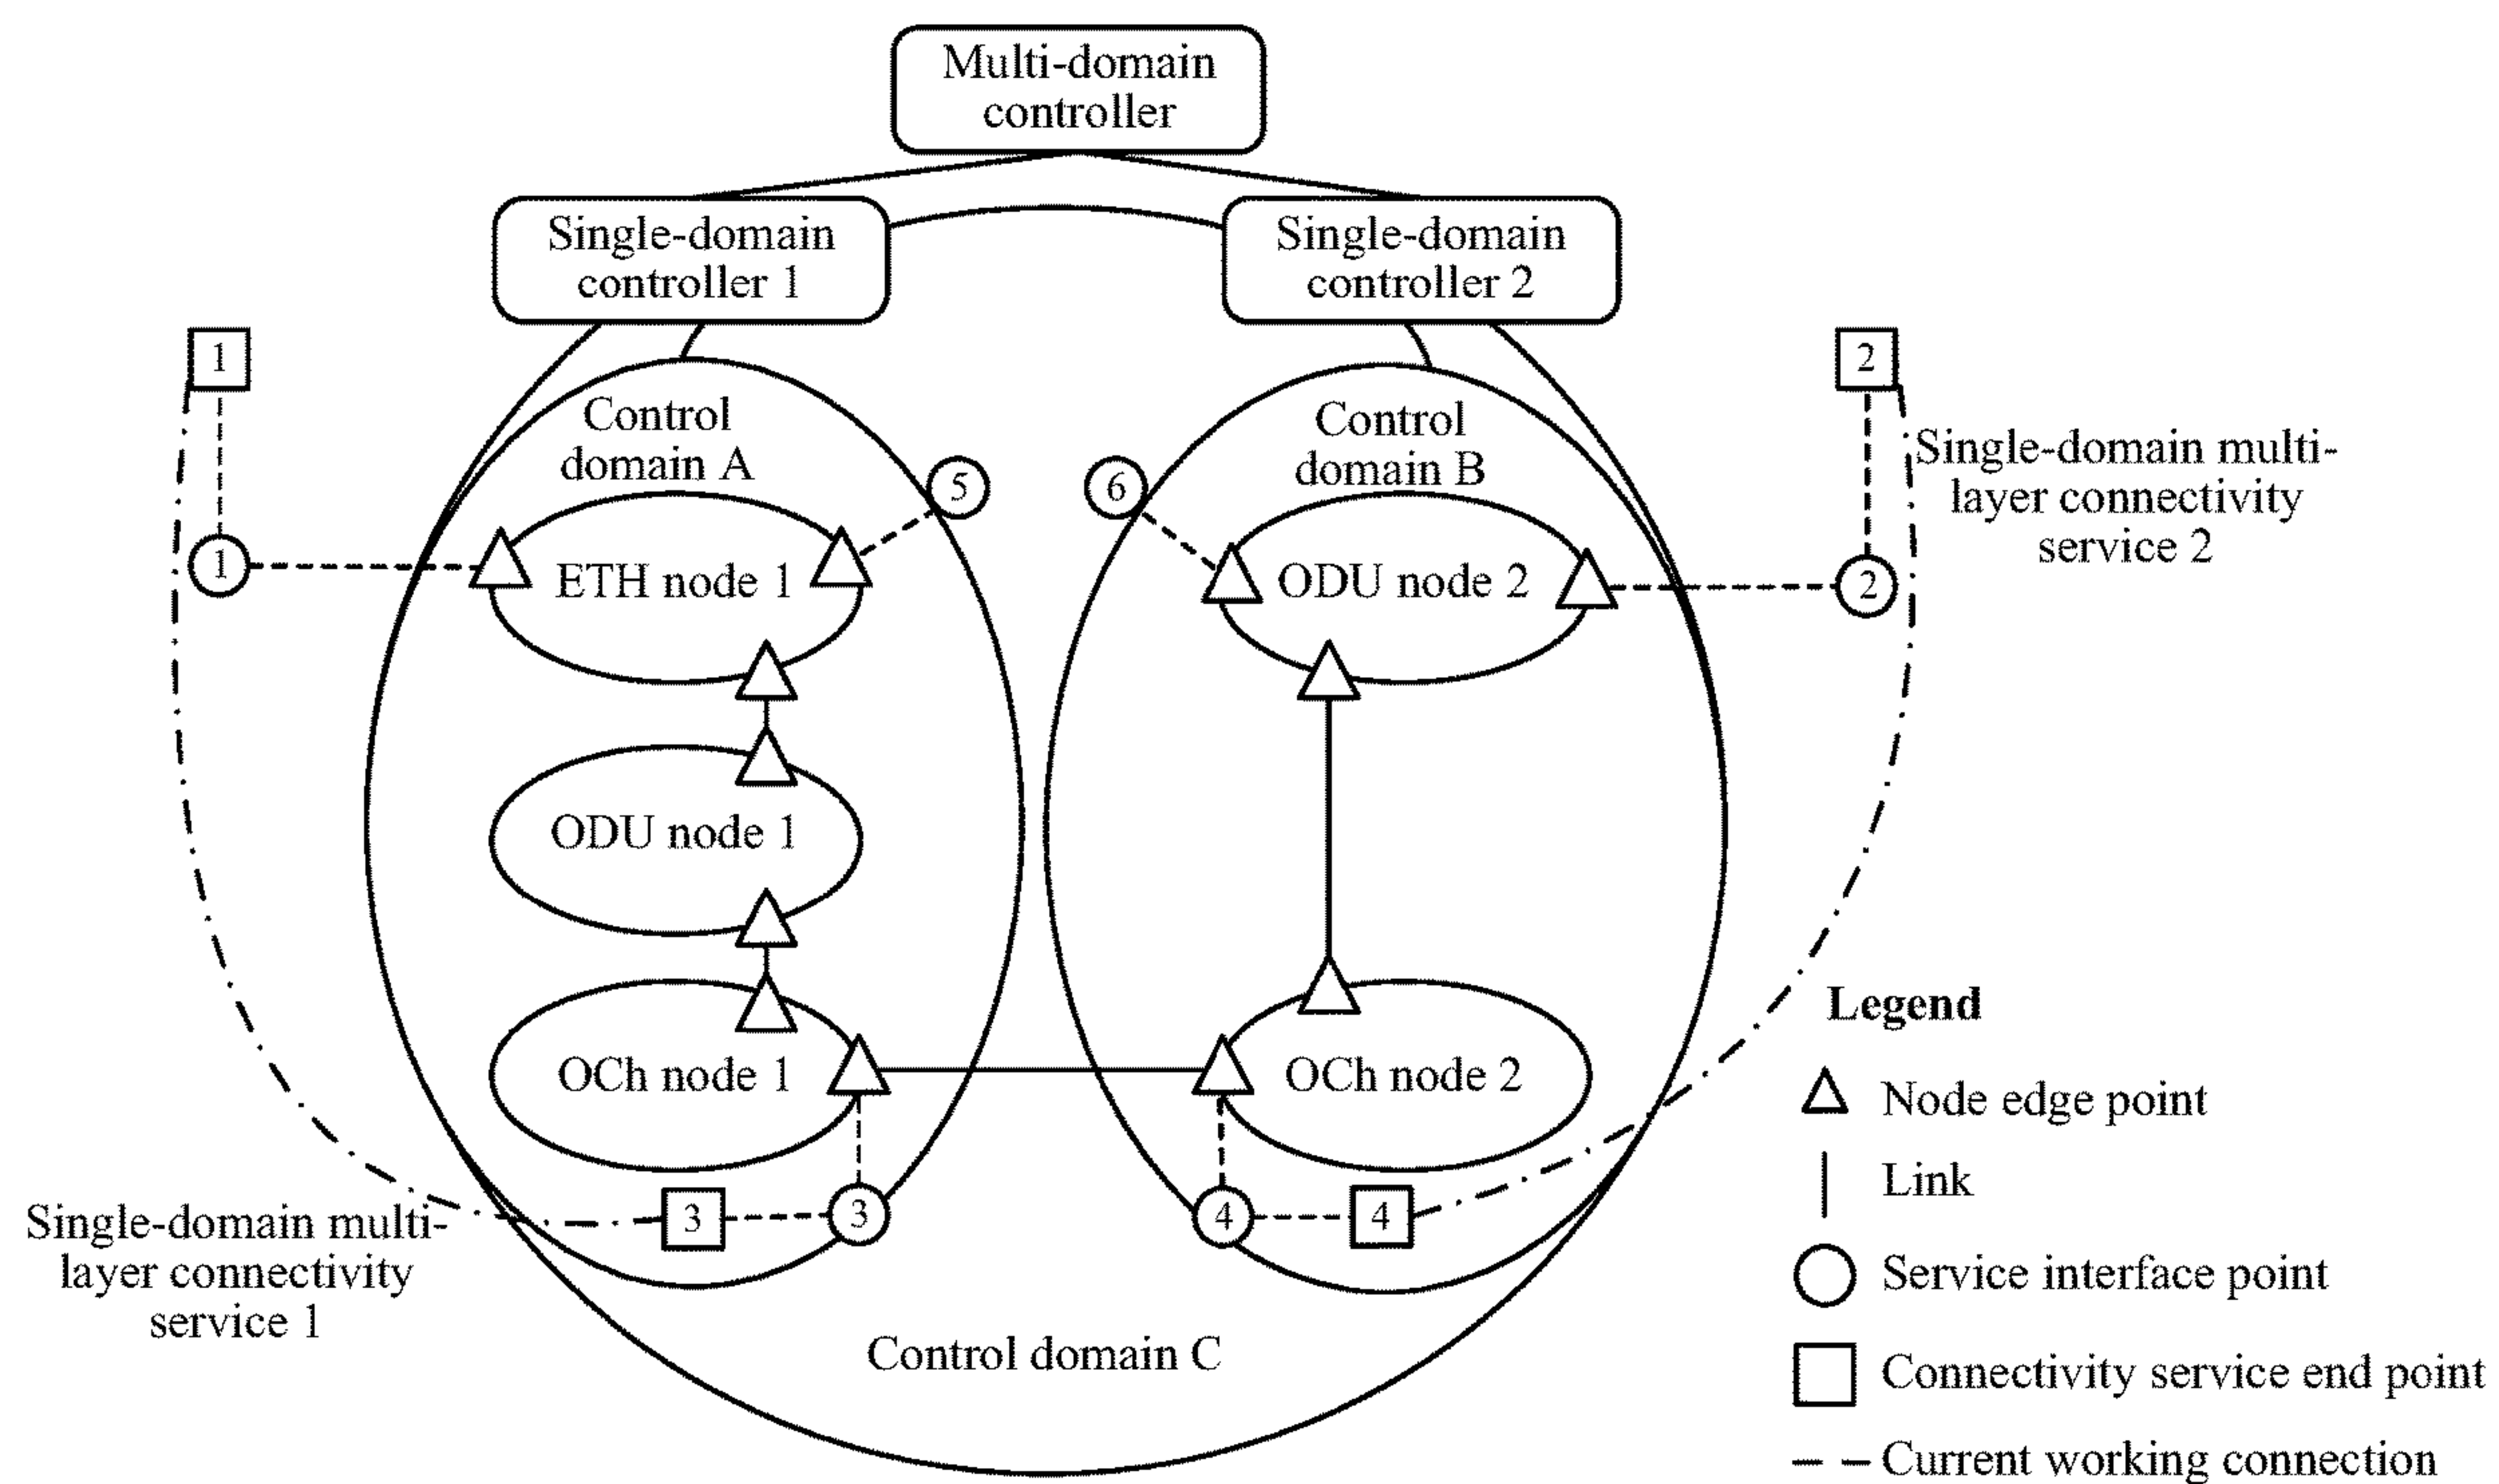 Multi-domain
controller
Single-domain
controller 1
Single-domain
controller 2
1
2
Control
domain A
Control
domain B
Single-domain multi-
layer connectivity
service 2
5
6
1
ETH node 1
ODU node 2
2
ODU node 1
OCh node 1
OCh node 2
3
3
4
4
Single-domain multi-
layer connectivity
service 1
Control domain C
Legend
Node edge point
Link
Service interface point
Connectivity service end point
Current working connection